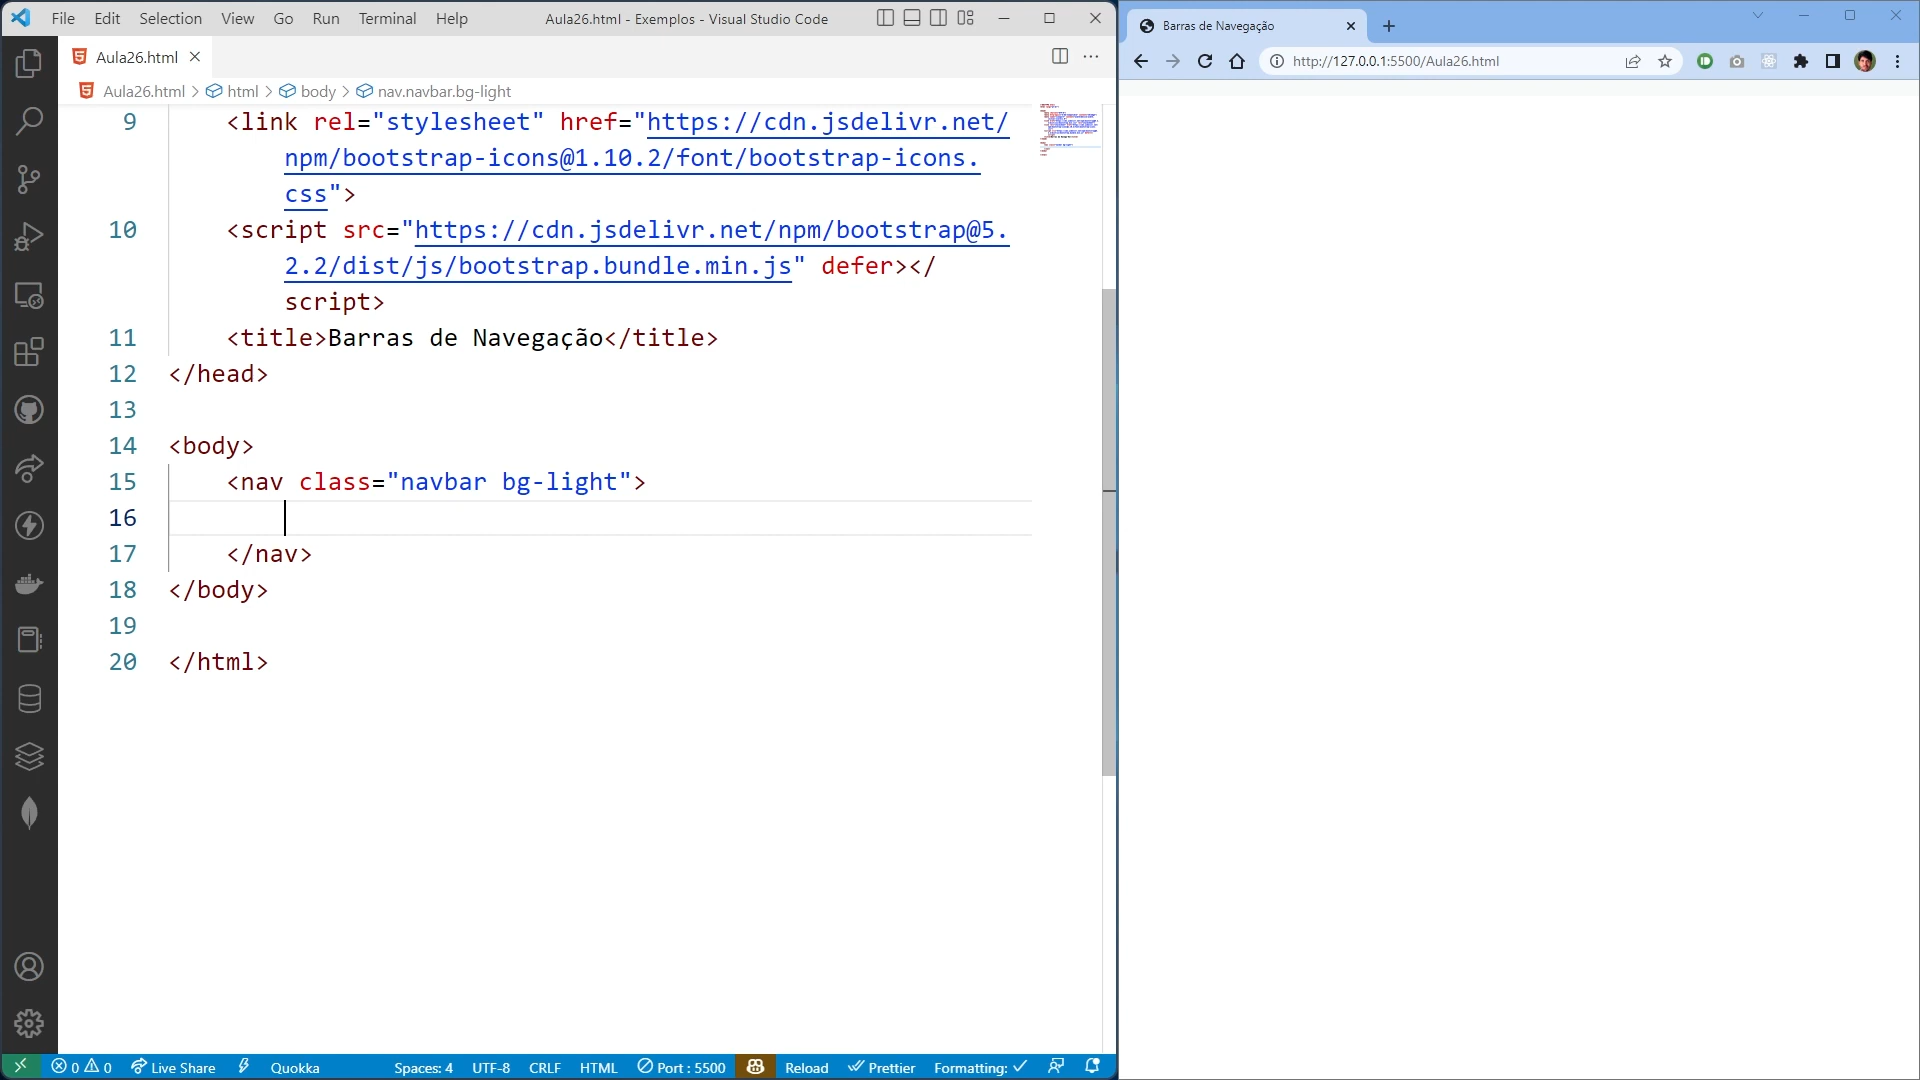 File Edit Selection View Go Run Terminal Help Aula26.html - Exemplos - Visual Studio Code
Aula26.html
Aula26.html > html > body > nav.navbar.bg-light
9 <link rel="stylesheet" href="https://cdn.jsdelivr.net/
npm/bootstrap-icons@1.10.2/font/bootstrap-icons.
css">
10 <script src="https://cdn.jsdelivr.net/npm/bootstrap@5.
2.2/dist/js/bootstrap.bundle.min.js" defer></
script>
11 <title>Barras de Navegação</title>
12 </head>
13
14 <body>
15 <nav class="navbar bg-light">
16
17 </nav>
18 </body>
19
20 </html>
0 0 Live Share Quokka Spaces: 4 UTF-8 CRLF HTML Port : 5500 Reload Prettier Formatting:
Barras de Navegação
http://127.0.0.1:5500/Aula26.html